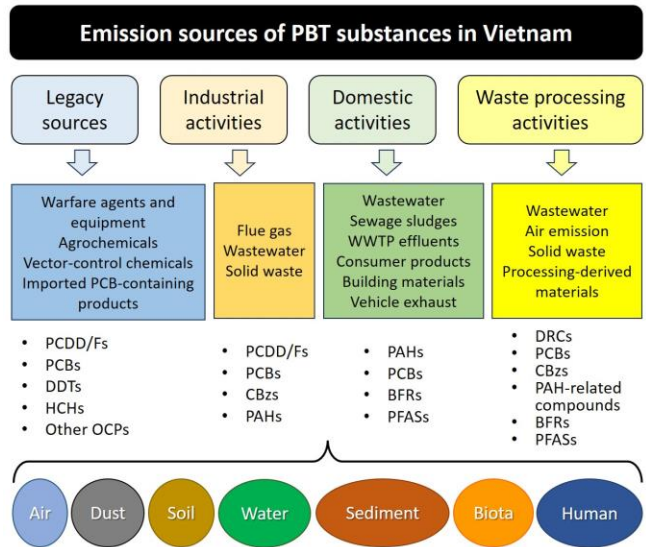 Emission sources of PBT substances in Vietnam
Legacy
sources
Industrial
activities
Domestic
activities
Waste processing
activities
Warfare agents and
equipment
Agrochemicals
Vector-control chemicals
Imported PCB-containing
products
Flue gas
Wastewater
Solid waste
Wastewater
Sewage sludges
WWTP effluents
Consumer products
Building materials
Vehicle exhaust
Wastewater
Air emission
Solid waste
Processing-derived
materials
• PCDD/Fs
• PCBs
• DDTs
• HCHs
• Other OCPs
• PCDD/Fs
• PCBs
• CBzs
• PAHs
• PAHs
• PCBs
• BFRs
• PFASs
• DRCs
• PCBs
• CBzs
• PAH-related
compounds
• BFRs
• PFASs
Air
Dust
Soil
Water
Sediment
Biota
Human